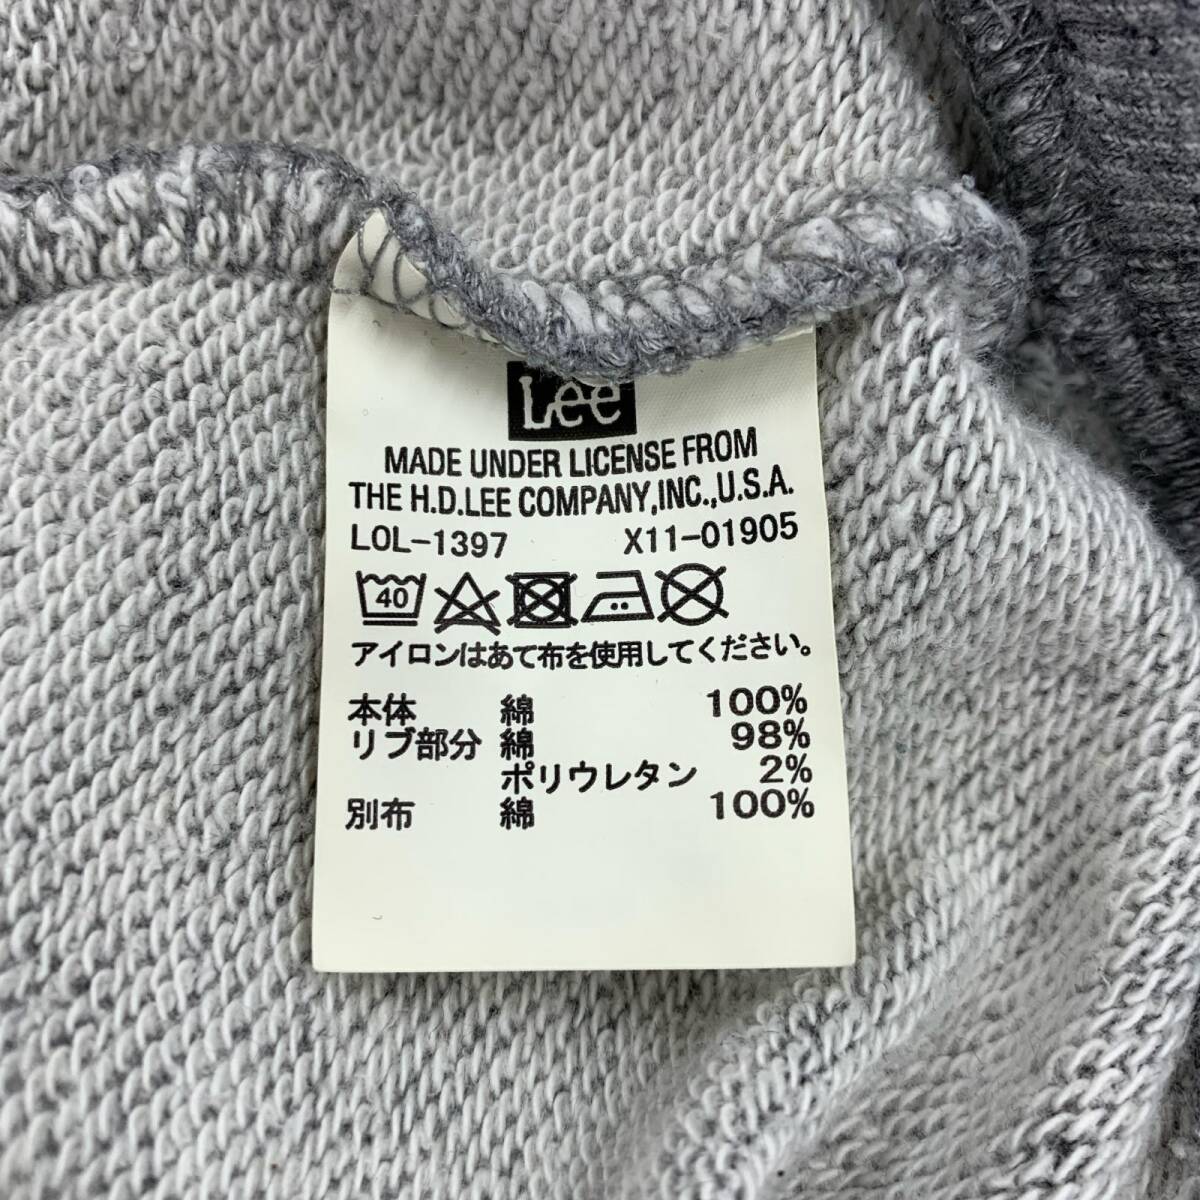 Lee
MADE UNDER LICENSE FROM
THE H.D.LEE COMPANY,INC.,U.S.A.
LOL-1397 X11-01905
40
アイロンはあて布を使用してください。
本体 綿 100%
リブ部分 綿 98%
ポリウレタン 2%
別布 綿 100%